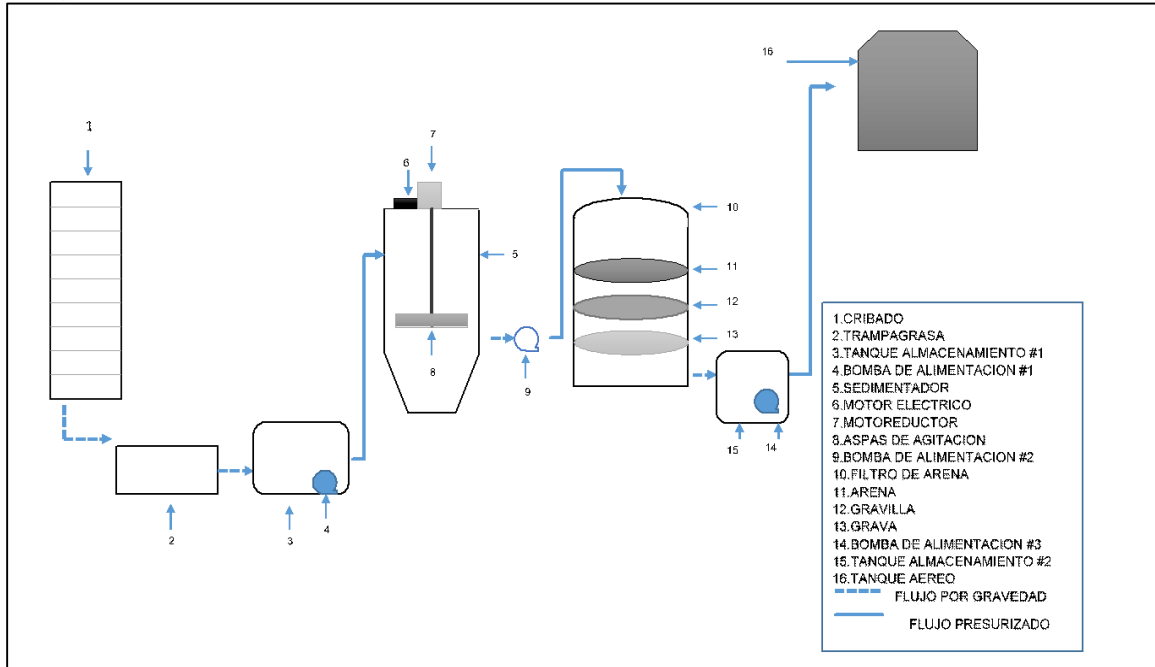 16
1
7
6
10
5
11
12
13
8
9
15
14
2
3
4
1.CRIBADO
2.TRAMPAGRASA
3.TANQUE ALMACENAMIENTO #1
4.BOMBA DE ALIMENTACION #1
5.SEDIMENTADOR
6.MOTOR ELECTRICO
7.MOTOREDUCTOR
8.ASPAS DE AGITACION
9.BOMBA DE ALIMENTACION #2
10.FILTRO DE ARENA
11.ARENA
12.GRAVILLA
13.GRAVA
14.BOMBA DE ALIMENTACION #3
15.TANQUE ALMACENAMIENTO #2
16.TANQUE AEREO
FLUJO POR GRAVEDAD
FLUJO PRESURIZADO